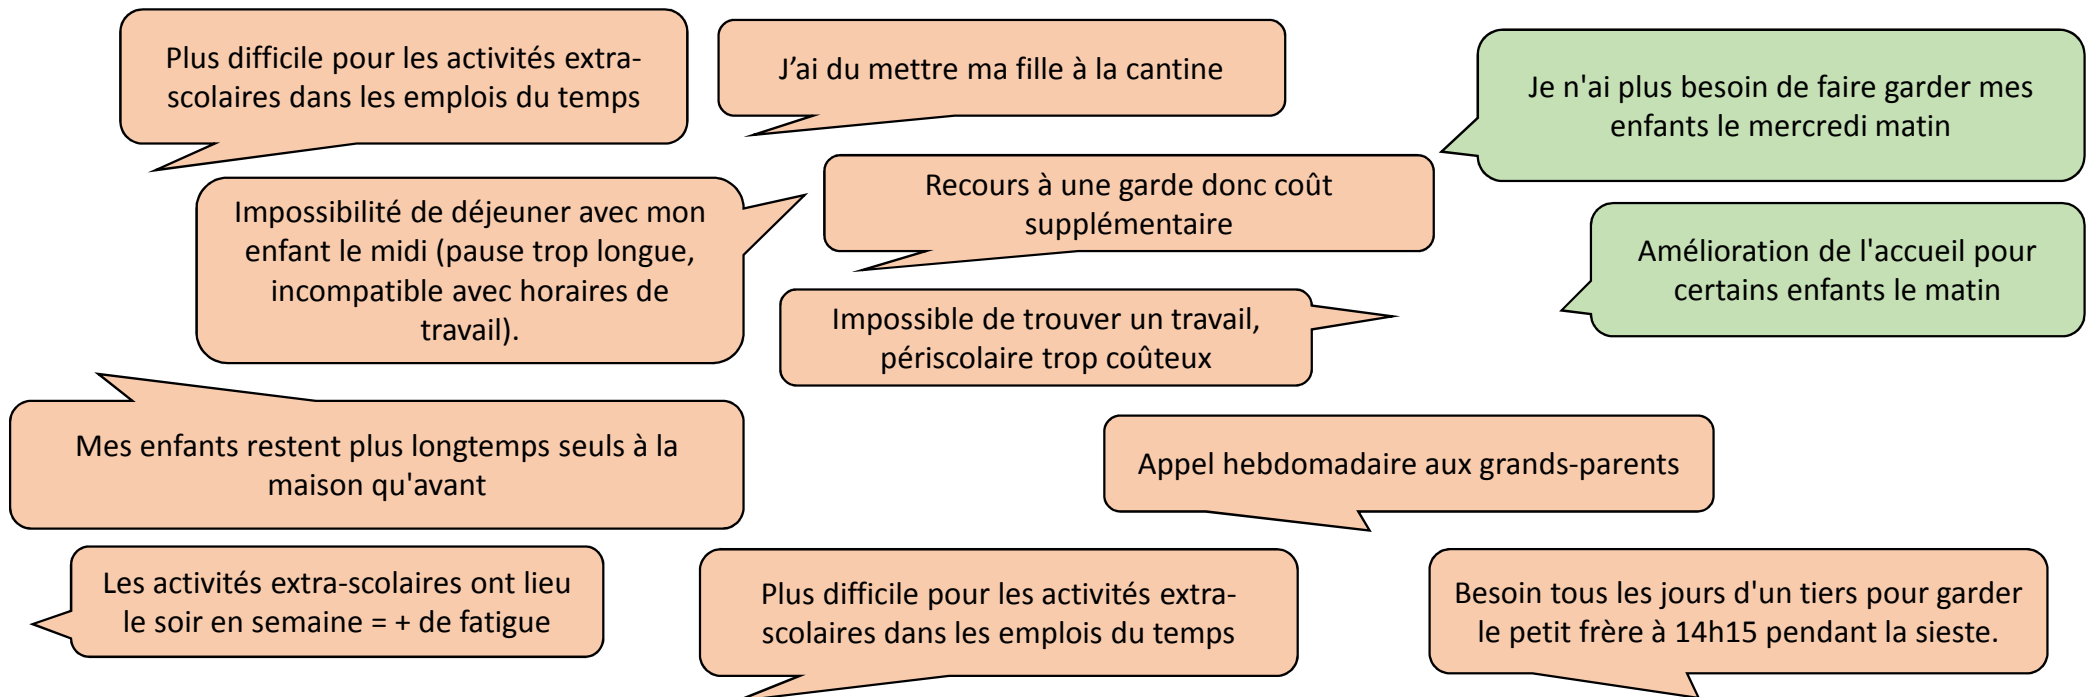 Plus difficile pour les activités extra-
scolaires dans les emplois du temps
J’ai du mettre ma fille à la cantine
Je n'ai plus besoin de faire garder mes
enfants le mercredi matin
Impossibilité de déjeuner avec mon
enfant le midi (pause trop longue,
incompatible avec horaires de
travail).
Recours à une garde donc coût
supplémentaire
Amélioration de l'accueil pour
certains enfants le matin
Impossible de trouver un travail,
périscolaire trop coûteux
Mes enfants restent plus longtemps seuls à la
maison qu'avant
Appel hebdomadaire aux grands-parents
Les activités extra-scolaires ont lieu
le soir en semaine = + de fatigue
Plus difficile pour les activités extra-
scolaires dans les emplois du temps
Besoin tous les jours d'un tiers pour garder
le petit frère à 14h15 pendant la sieste.